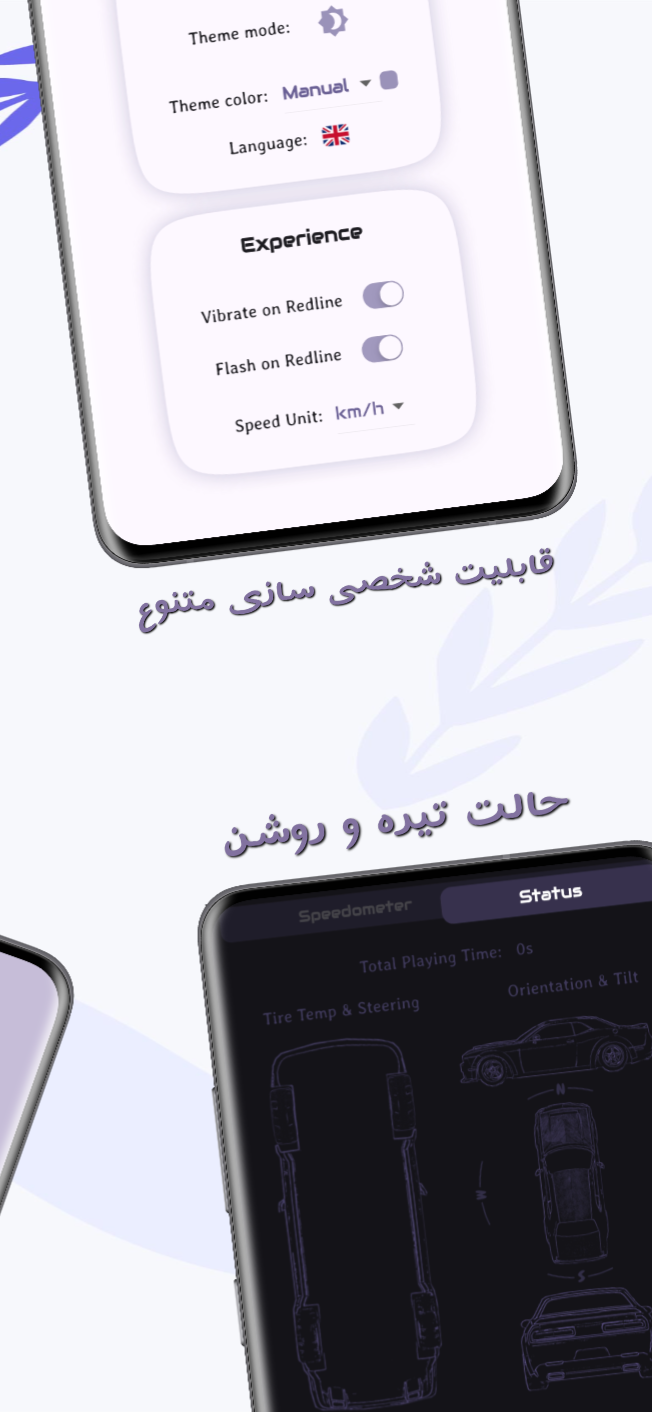 Theme mode:
Theme color: Manual
Language:
Experience
Vibrate on Redline
Flash on Redline
Speed Unit: km/h
قابلیت شخصی سازی متنوع
حالت تیره و روشن
Speedometer Status
Total Playing Time: 0s
Tire Temp & Steering Orientation & Tilt
N
W
S